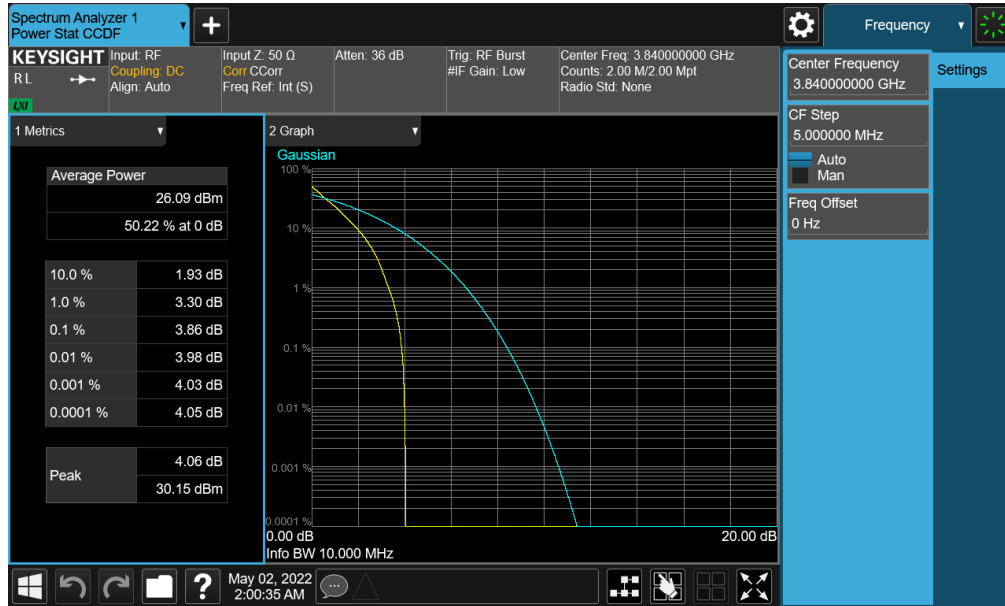 Spectrum Analyzer 1
Power Stat CCDF
Frequency
KEYSIGHT
R L
LXI
Input: RF
Coupling: DC
Align: Auto
Input Z: 50 Ω
Corr CCorr
Freq Ref: Int (S)
Atten: 36 dB
Trig: RF Burst
#IF Gain: Low
Center Freq: 3.840000000 GHz
Counts: 2.00 M/2.00 Mpt
Radio Std: None
Center Frequency
3.840000000 GHz
Settings
CF Step
5.000000 MHz
Auto
Man
Freq Offset
0 Hz
1 Metrics
Average Power
26.09 dBm
50.22 % at 0 dB
10.0 % 1.93 dB
1.0 % 3.30 dB
0.1 % 3.86 dB
0.01 % 3.98 dB
0.001 % 4.03 dB
0.0001 % 4.05 dB
Peak 4.06 dB
30.15 dBm
2 Graph
Gaussian
100 %
10 %
1 %
0.1 %
0.01 %
0.001 %
0.0001 %
0.00 dB 20.00 dB
Info BW 10.000 MHz
?
May 02, 2022
2:00:35 AM